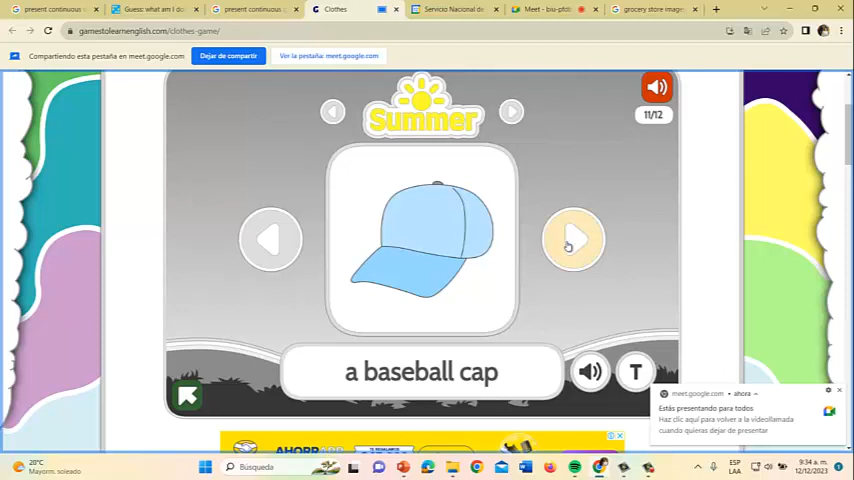 present continuous n
Guess: what am I do
present continuous g
Clothes
Servicio Nacional de
Meet - biu-pfot
grocery store image
gamestolearnenglish.com/clothes-game/
Compartiendo esta pestaña en meet.google.com
Dejar de compartir
Ver la pestaña: meet.google.com
Summer
11/12
a baseball cap
T
meet.google.com • ahora
Estás presentando para todos
Haz clic aquí para volver a la videollamada
cuando quieras dejar de presentar
20°C
Mayorm. soleado
Búsqueda
ESP
LAA
9:34 a. m.
12/12/2023